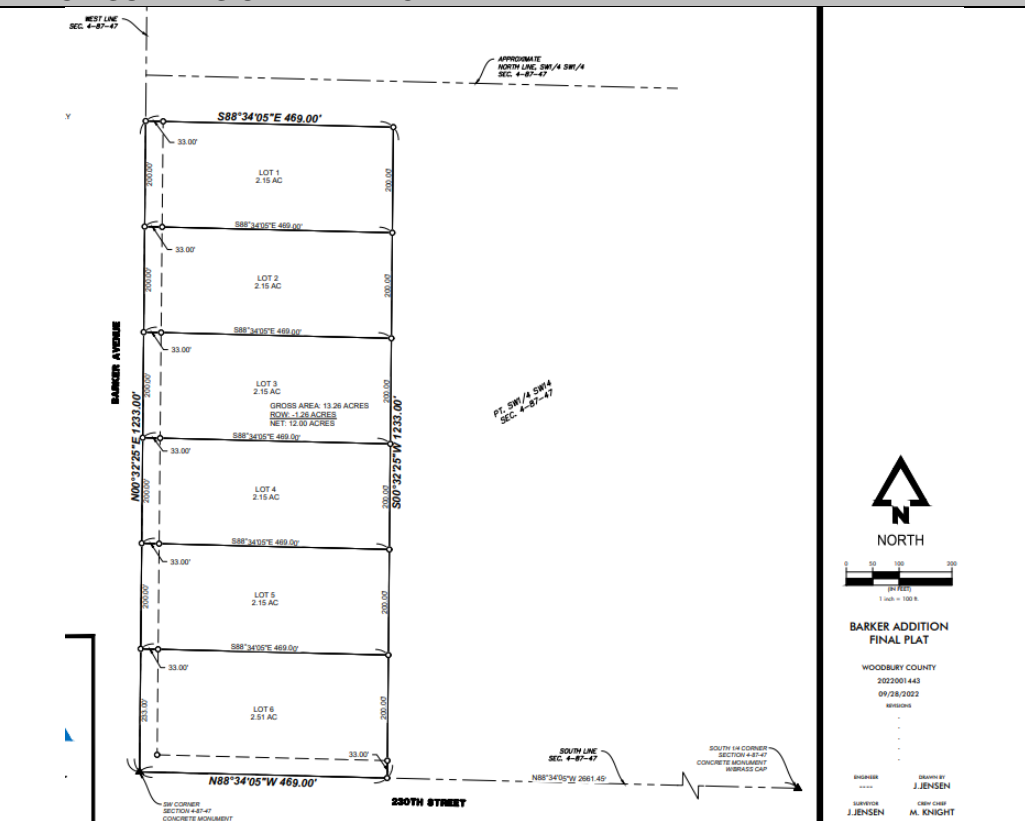 WEST LINE
SEC. 4-87-47
APPROXIMATE
NORTH LINE, SW1/4 SW1/4
SEC. 4-87-47
Y
S88°34'05"E 469.00'
33.00'
200.00'
LOT 1
2.15 AC
200.00'
S88°34'05"E 469.00'
33.00'
200.00'
LOT 2
2.15 AC
200.00'
S88°34'05"E 469.00'
33.00'
BARKER AVENUE
N00°32'25"E 1233.00'
200.00'
LOT 3
2.15 AC
GROSS AREA: 13.26 ACRES
ROW: -1.26 ACRES
NET: 12.00 ACRES
200.00'
S00°32'25"W 1233.00'
PT. SW1/4 SW1/4
SEC. 4-87-47
S88°34'05"E 469.00'
33.00'
200.00'
LOT 4
2.15 AC
200.00'
S88°34'05"E 469.00'
33.00'
200.00'
LOT 5
2.15 AC
200.00'
S88°34'05"E 469.00'
33.00'
233.00'
LOT 6
2.51 AC
200.00'
33.00'
N88°34'05"W 469.00'
SOUTH LINE
SEC. 4-87-47
N88°34'05"W 2661.45'
SOUTH 1/4 CORNER
SECTION 4-87-47
CONCRETE MONUMENT
W/BRASS CAP
230TH STREET
SW CORNER
SECTION 4-87-47
CONCRETE MONUMENT
N
NORTH
0 50 100 200
(IN FEET)
1 inch = 100 ft.
BARKER ADDITION
FINAL PLAT
WOODBURY COUNTY
2022001443
09/28/2022
REVISIONS
-
-
-
-
-
ENGINEER
----
DRAWN BY
J.JENSEN
SURVEYOR
J.JENSEN
CREW CHIEF
M. KNIGHT